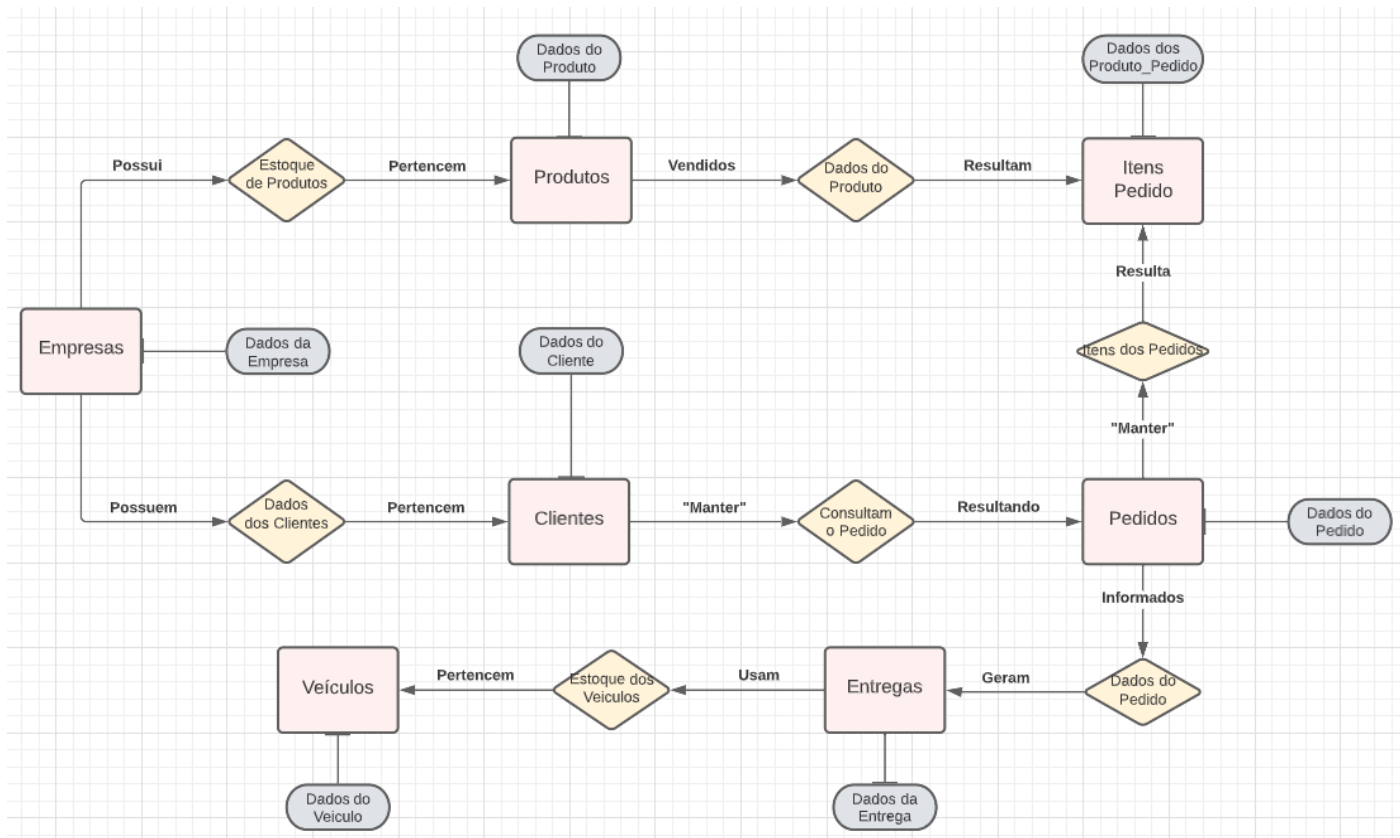 Dados do
Produto
Dados dos
Produto_Pedido
Possui
Estoque
de Produtos
Pertencem
Produtos
Vendidos
Dados do
Produto
Resultam
Itens
Pedido
Resulta
Empresas
Dados da
Empresa
Dados do
Cliente
Itens dos Pedidos
"Manter"
Possuem
Dados
dos Clientes
Pertencem
Clientes
"Manter"
Consultam
o Pedido
Resultando
Pedidos
Dados do
Pedido
Informados
Veículos
Pertencem
Estoque dos
Veiculos
Usam
Entregas
Geram
Dados do
Pedido
Dados do
Veiculo
Dados da
Entrega